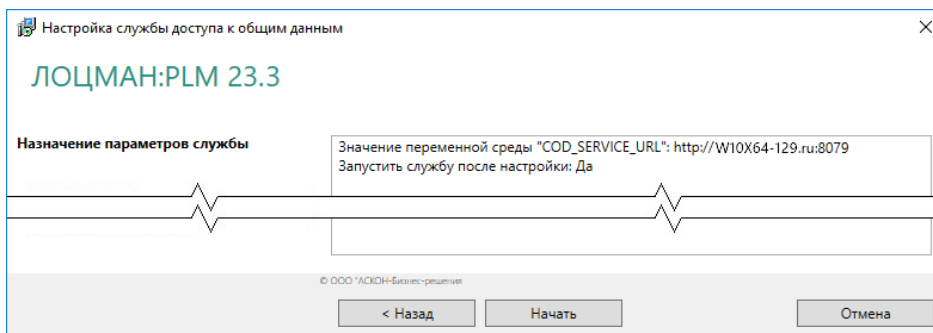 Настройка службы доступа к общим данным
ЛОЦМАН:PLM 23.3
Назначение параметров службы
Значение переменной среды "COD_SERVICE_URL": http://W10X64-129.ru:8079
Запустить службу после настройки: Да
© ООО "АСКОН-Бизнес-решения
< Назад
Начать
Отмена